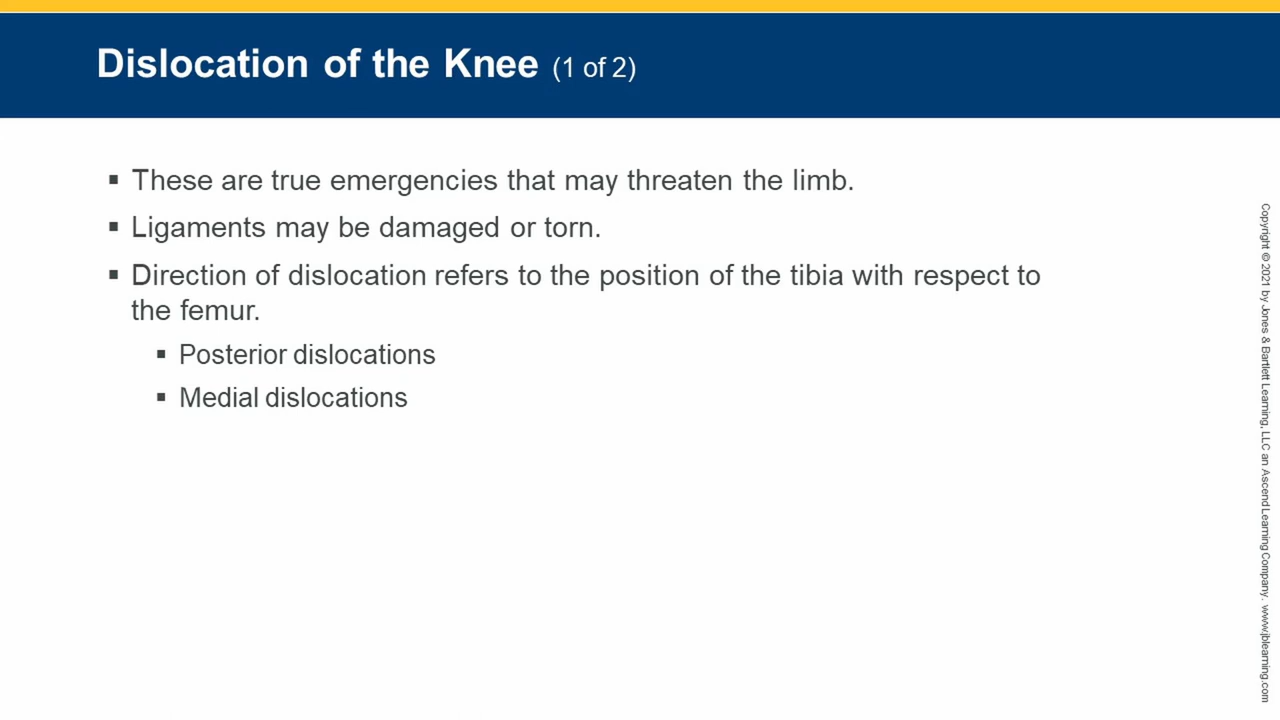 Dislocation of the Knee (1 of 2)
▪ These are true emergencies that may threaten the limb.
▪ Ligaments may be damaged or torn.
▪ Direction of dislocation refers to the position of the tibia with respect to
the femur.
▪ Posterior dislocations
▪ Medial dislocations
Copyright © 2021 by Jones & Bartlett Learning, LLC an Ascend Learning Company. www.jblearning.com